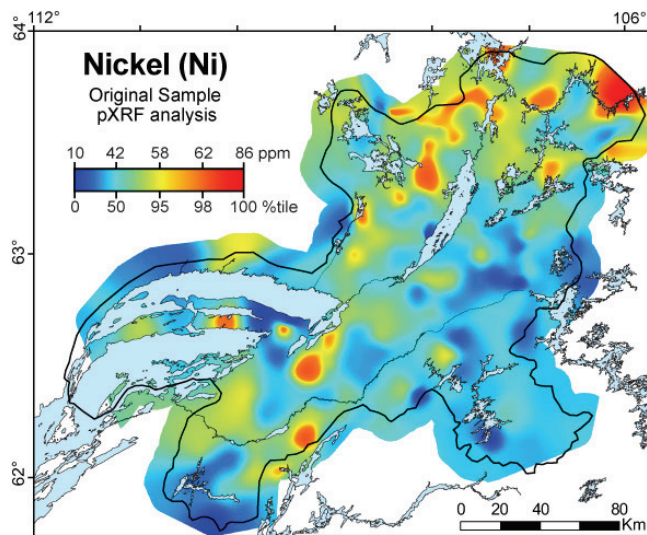 112°
106°
64°
Nickel (Ni)
Original Sample
pXRF analysis
10 42 58 62 86 ppm
0 50 95 98 100 %tile
63°
62°
0 20 40 60 80
Km